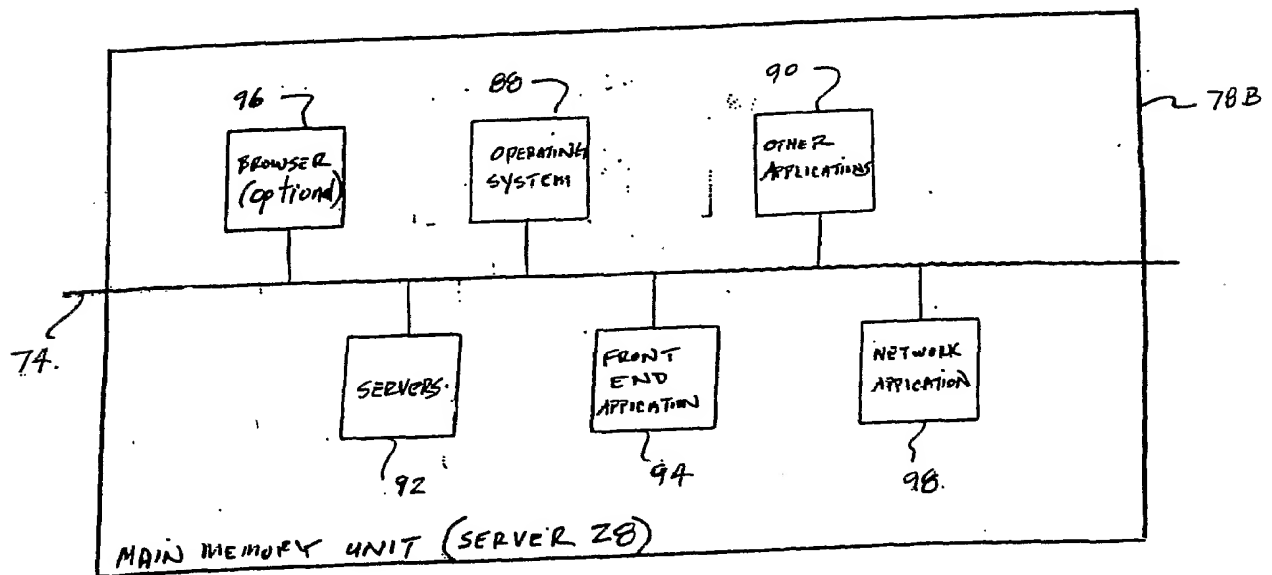 96
88
90
78B
BROWSER
(optional)
OPERATING
SYSTEM
OTHER
APPLICATIONS
74.
SERVERS.
FRONT
END
APPLICATION
NETWORK
APPLICATION
92
94
98.
MAIN MEMORY UNIT (SERVER 28)